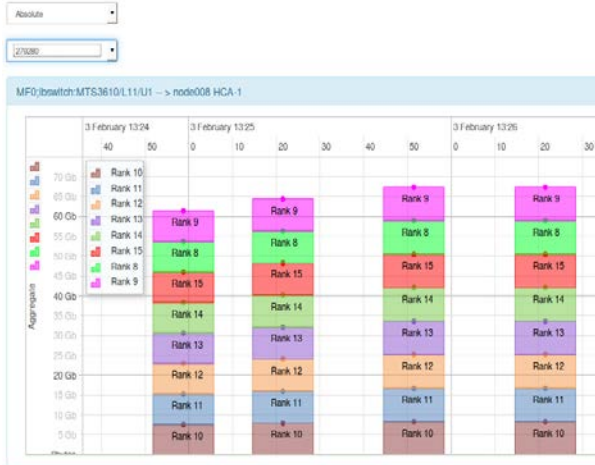 Absolute
270280
MF0;ibswitch:MTS3610/L11/U1 -- > node008 HCA-1
3 February 13:24 3 February 13:25 3 February 13:26
40 50 0 10 20 30 40 50 0 10 20 30
Rank 10
Rank 11
Rank 12
Rank 13
Rank 14
Rank 15
Rank 8
Rank 9
70 Gb
65 Gb
60 Gb
55 Gb
50 Gb
45 Gb
40 Gb
35 Gb
30 Gb
25 Gb
20 Gb
15 Gb
10 Gb
5 Gb
Aggregate
Rank 9 Rank 9 Rank 9 Rank 9
Rank 8 Rank 8 Rank 8 Rank 8
Rank 15 Rank 15 Rank 15 Rank 15
Rank 14 Rank 14 Rank 14 Rank 14
Rank 13 Rank 13 Rank 13 Rank 13
Rank 12 Rank 12 Rank 12 Rank 12
Rank 11 Rank 11 Rank 11 Rank 11
Rank 10 Rank 10 Rank 10 Rank 10